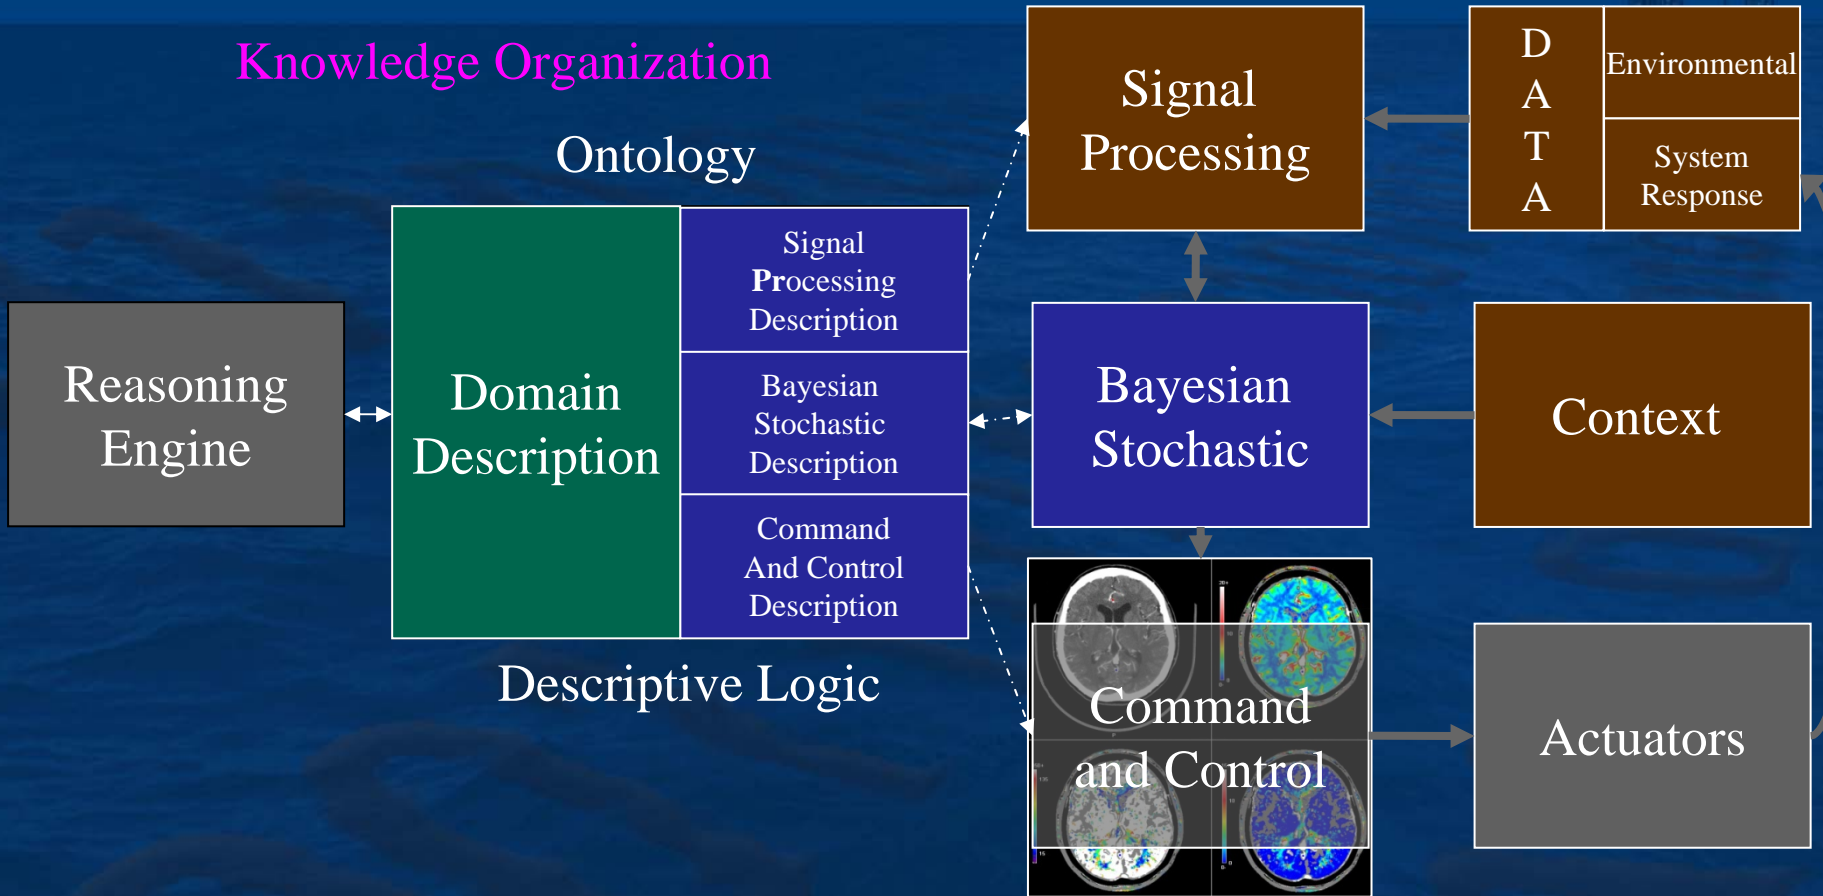 Knowledge Organization
Ontology
Signal
Processing
D
A
T
A
Environmental
System
Response
Reasoning
Engine
Domain
Description
Signal
Processing
Description
Bayesian
Stochastic
Description
Command
And Control
Description
Bayesian
Stochastic
Context
Descriptive Logic
Command
and Control
Actuators